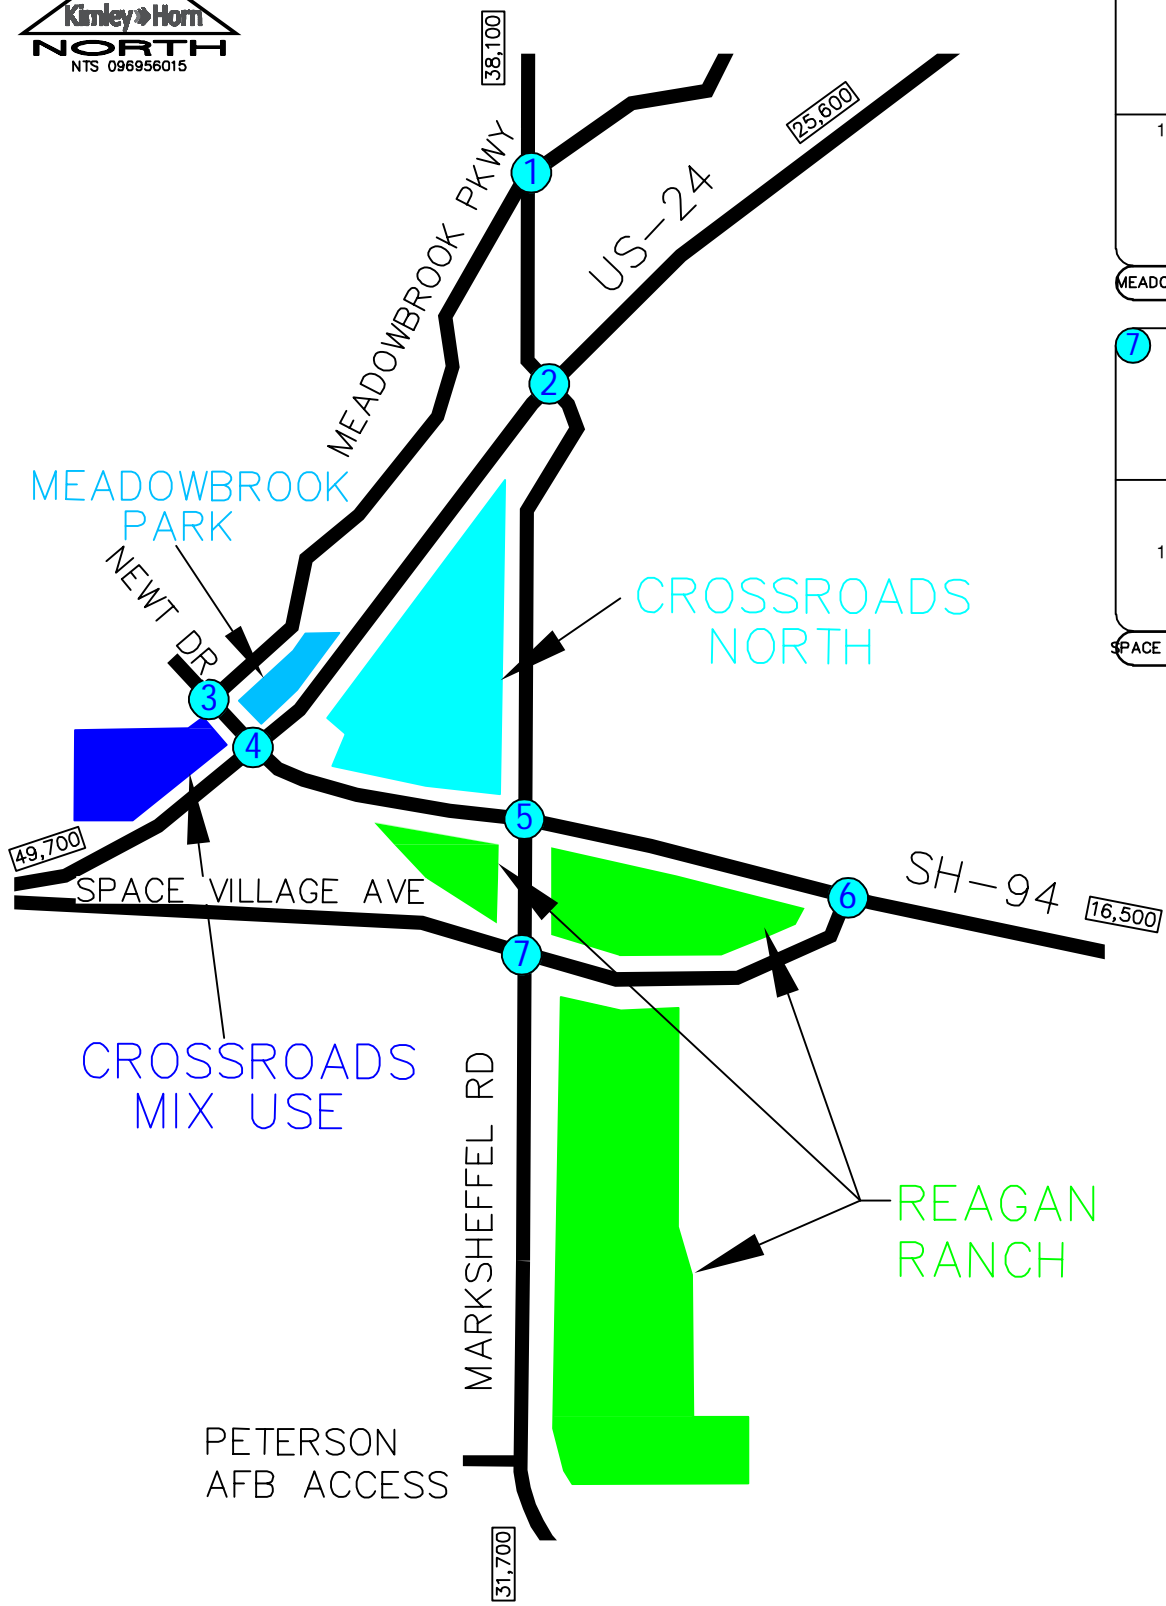 Kimley»Horn
NORTH
NTS 096956015
38,100
25,600
1
MEADOWBROOK PKWY
1
US-24
MEADO
7
2
MEADOWBROOK
PARK
NEWT DR
CROSSROADS
NORTH
1
SPACE
3
4
5
49,700
SPACE VILLAGE AVE
6
SH-94
16,500
7
CROSSROADS
MIX USE
MARKSHEFFEL RD
REAGAN
RANCH
PETERSON
AFB ACCESS
31,700